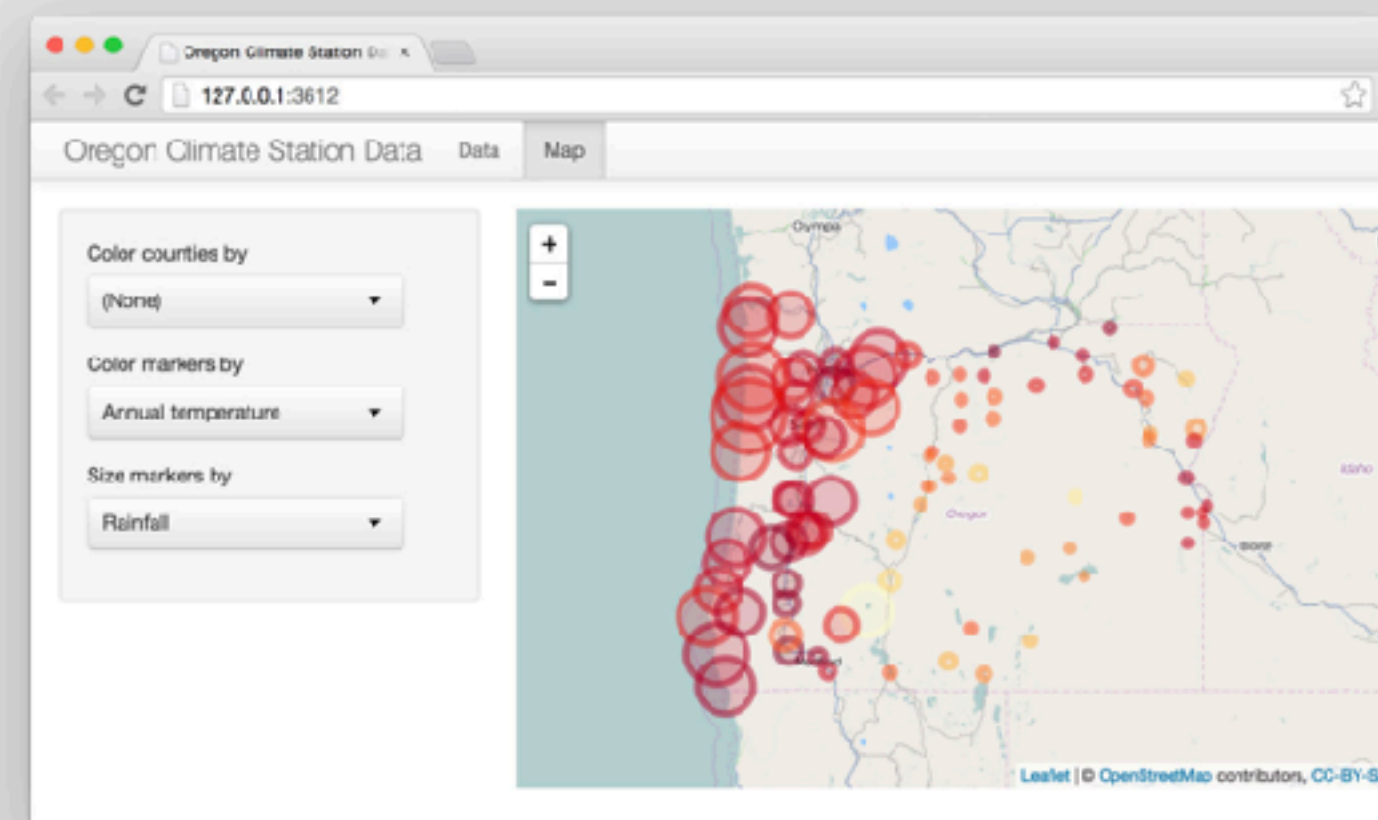 Oregon Climate Station Da
127.0.0.1:3612
Oregon Climate Station Data Data Map
Color counties by
(None)
Color markers by
Annual temperature
Size markers by
Rainfall
+
−
Olympia
Oregon
Idaho
Leaflet | © OpenStreetMap contributors, CC-BY-S